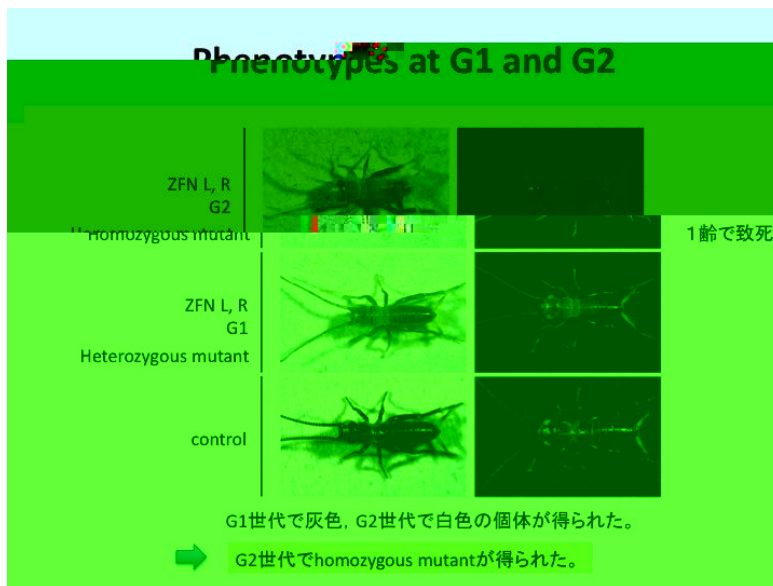 Phenotypes at G1 and G2
ZFN L, R
G2
Homozygous mutant
1齢で致死
ZFN L, R
G1
Heterozygous mutant
control
G1世代で灰色，G2世代で白色の個体が得られた。
G2世代でhomozygous mutantが得られた。